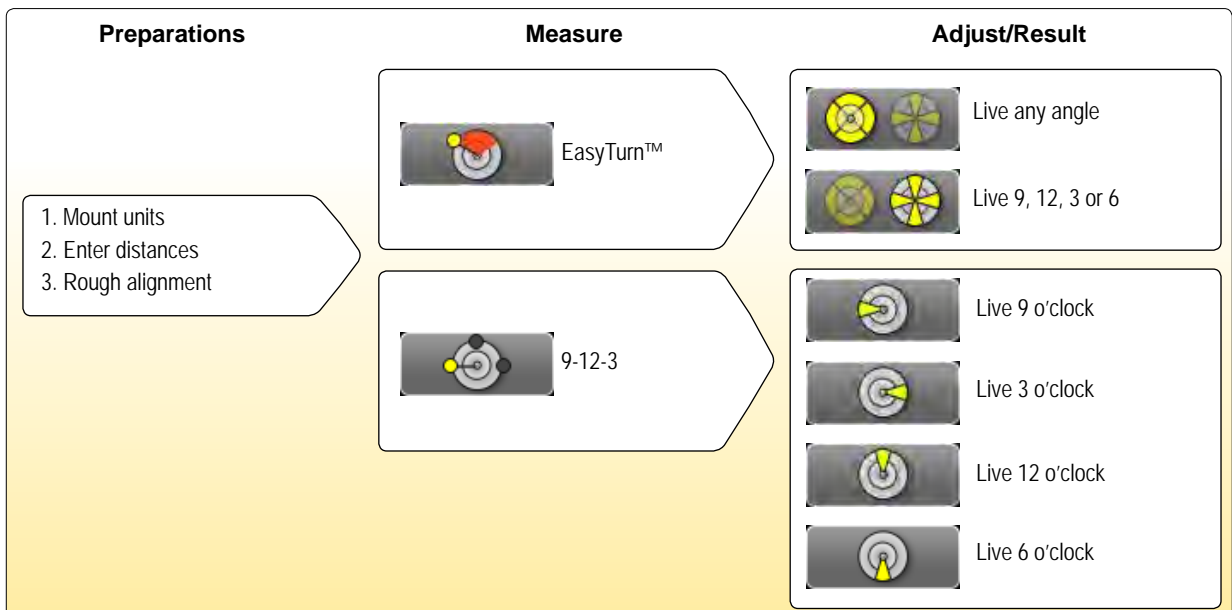 Preparations
Measure
Adjust/Result
1. Mount units
2. Enter distances
3. Rough alignment
EasyTurn™
9-12-3
Live any angle
Live 9, 12, 3 or 6
Live 9 o’clock
Live 3 o’clock
Live 12 o’clock
Live 6 o’clock